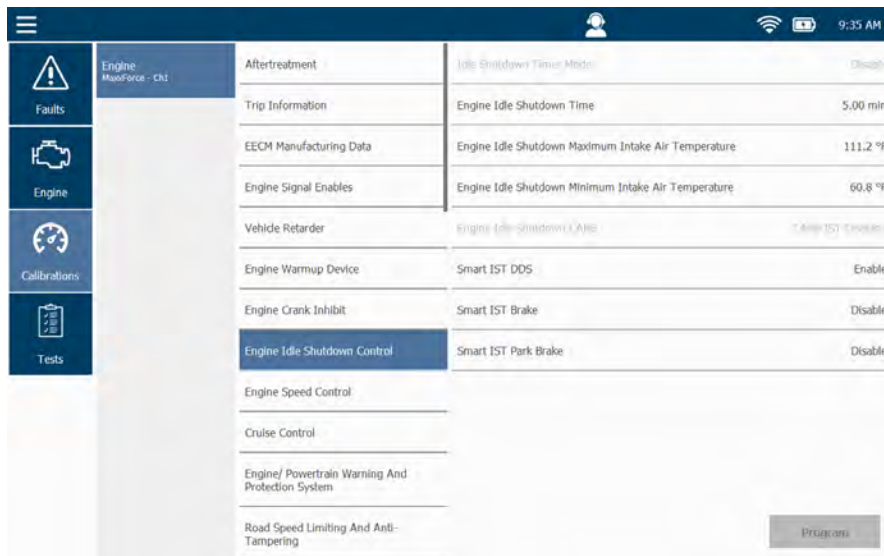 9:35 AM
Faults
Engine
Calibrations
Tests
Engine
MaxxForce - Ch1
Aftertreatment
Trip Information
EECM Manufacturing Data
Engine Signal Enables
Vehicle Retarder
Engine Warmup Device
Engine Crank Inhibit
Engine Idle Shutdown Control
Engine Speed Control
Cruise Control
Engine/ Powertrain Warning And
Protection System
Road Speed Limiting And Anti-
Tampering
Idle Shutdown Timer Mode
Engine Idle Shutdown Time 5.00 min
Engine Idle Shutdown Maximum Intake Air Temperature 111.2 °F
Engine Idle Shutdown Minimum Intake Air Temperature 60.8 °F
Engine Idle Shutdown
Smart IST DDS Enable
Smart IST Brake Disable
Smart IST Park Brake Disable
Program